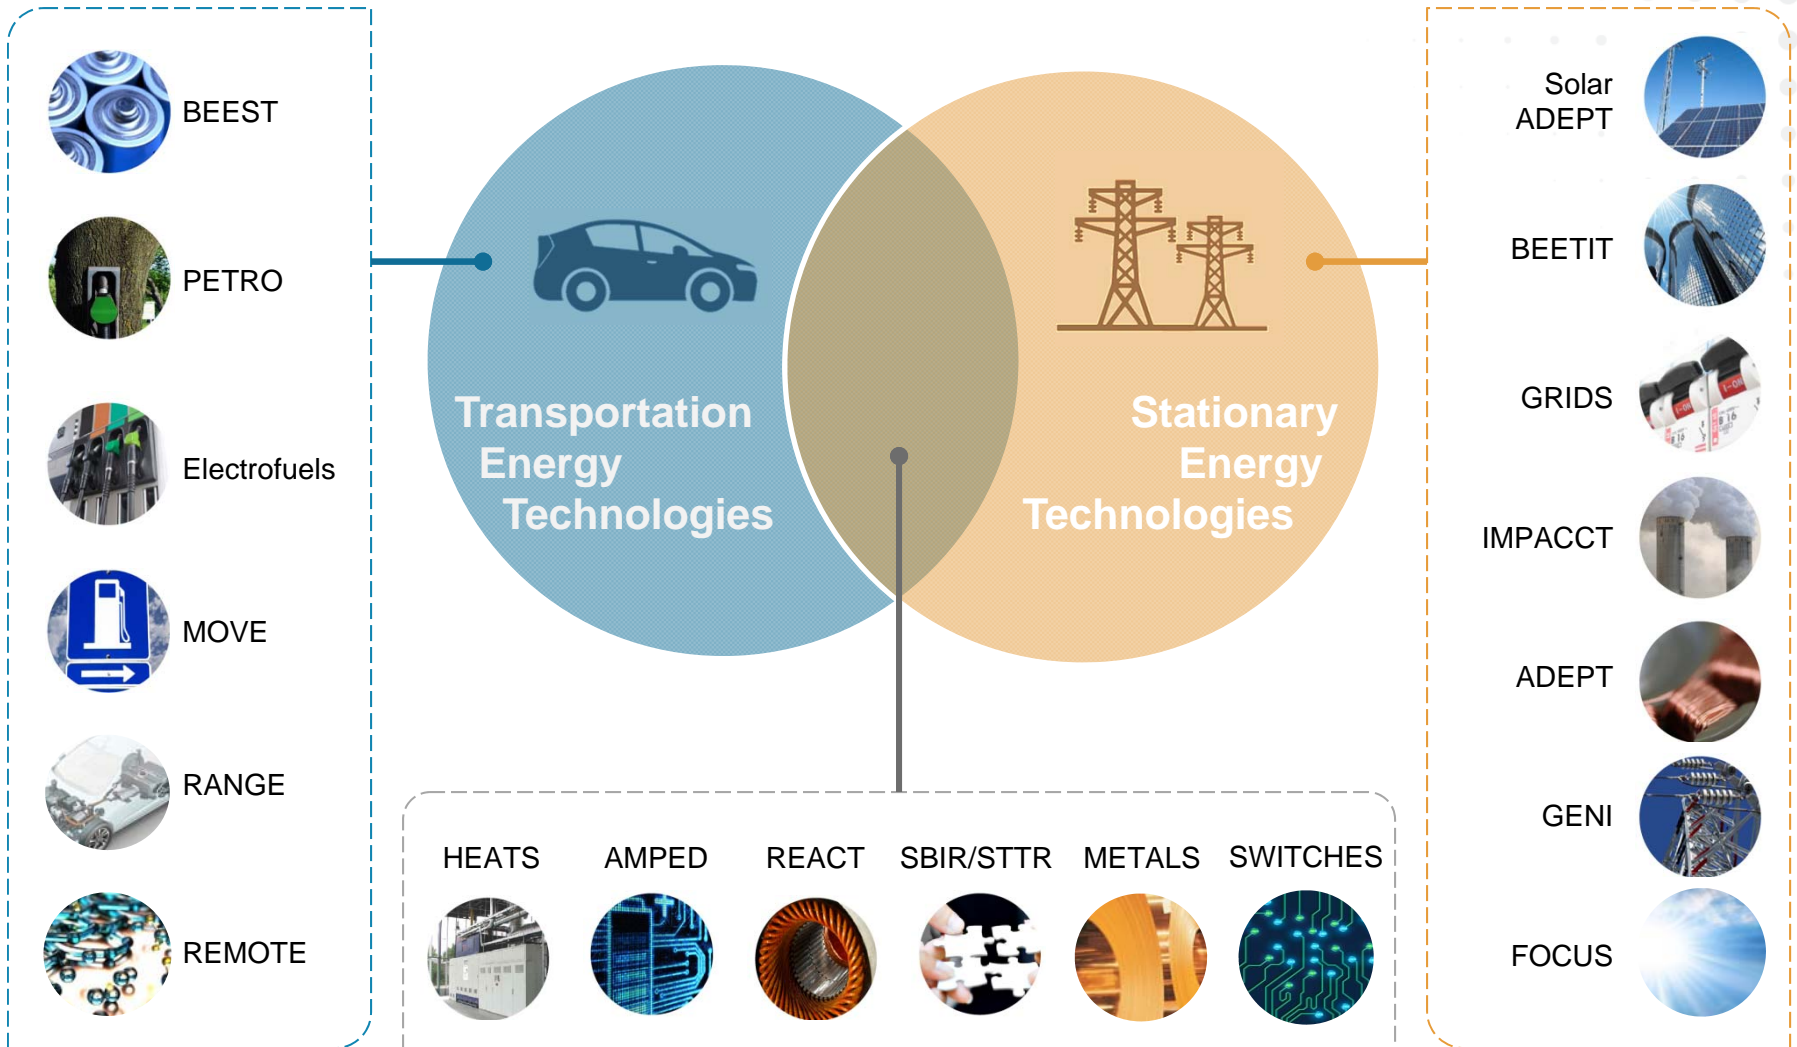 BEEST
PETRO
Electrofuels
MOVE
RANGE
REMOTE
Transportation
Energy
Technologies
Stationary
Energy
Technologies
HEATS
AMPED
REACT
SBIR/STTR
METALS
SWITCHES
Solar
ADEPT
BEETIT
GRIDS
IMPACCT
ADEPT
GENI
FOCUS